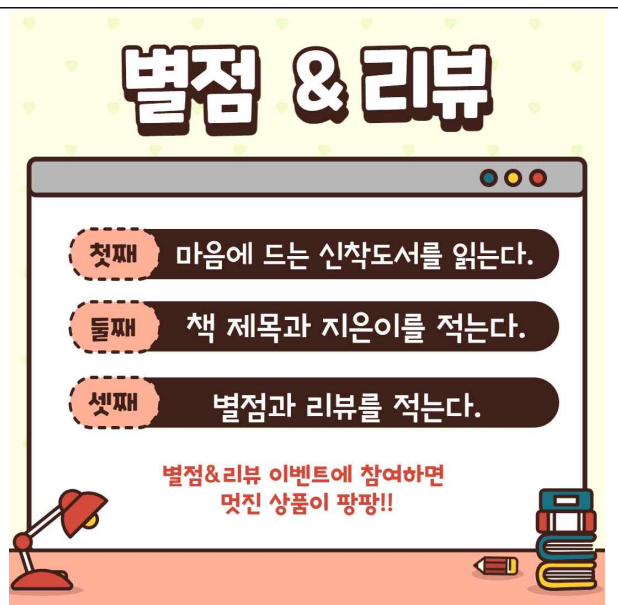 별점 & 리뷰
첫째 마음에 드는 신착도서를 읽는다.
둘째 책 제목과 지은이를 적는다.
셋째 별점과 리뷰를 적는다.
별점&리뷰 이벤트에 참여하면
멋진 상품이 팡팡!!